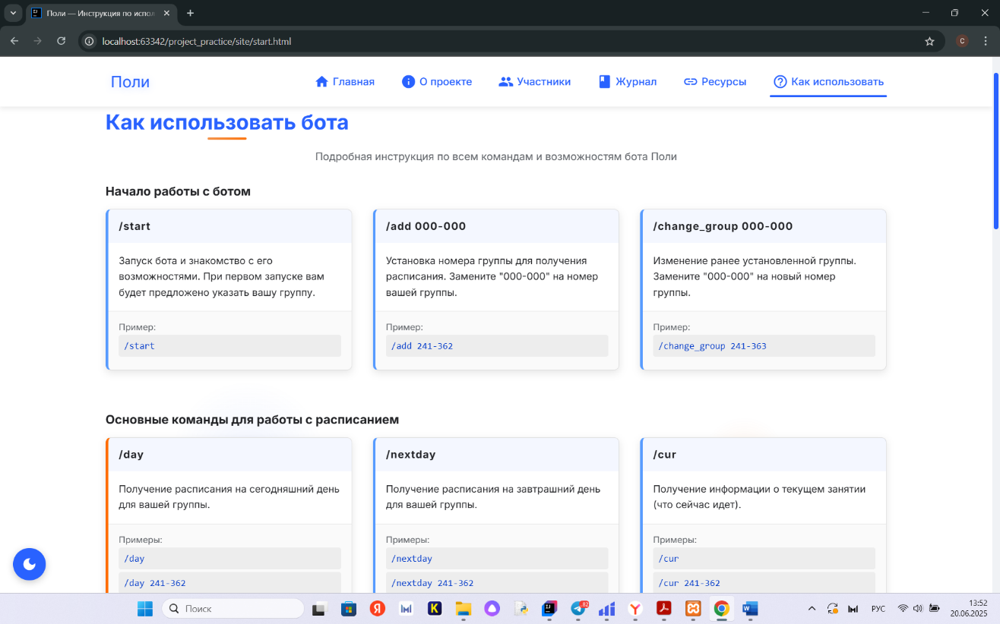 Поли — Инструкция по испол
localhost:63342/project_practice/site/start.html
C
Поли
Главная
О проекте
Участники
Журнал
Ресурсы
Как использовать
Как использовать бота
Подробная инструкция по всем командам и возможностям бота Поли
Начало работы с ботом
/start
Запуск бота и знакомство с его
возможностями. При первом запуске вам
будет предложено указать вашу группу.
Пример:
/start
/add 000-000
Установка номера группы для получения
расписания. Замените "000-000" на номер
вашей группы.
Пример:
/add 241-362
/change_group 000-000
Изменение ранее установленной группы.
Замените "000-000" на новый номер
группы.
Пример:
/change_group 241-363
Основные команды для работы с расписанием
/day
Получение расписания на сегодняшний день
для вашей группы.
Примеры:
/day
/day 241-362
/nextday
Получение расписания на завтрашний день
для вашей группы.
Примеры:
/nextday
/nextday 241-362
/cur
Получение информации о текущем занятии
(что сейчас идет).
Примеры:
/cur
/cur 241-362
Поиск
82
РУС
13:52
20.06.2025